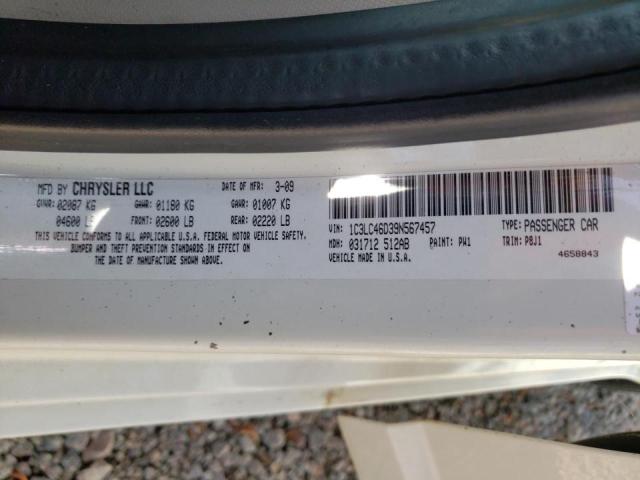 MFD BY CHRYSLER LLC DATE OF MFR: 3-09
GVWR: 02087 KG GAWR: 01180 KG GAWR: 01007 KG
04600 LB FRONT: 02600 LB REAR: 02220 LB
THIS VEHICLE CONFORMS TO ALL APPLICABLE U.S.A. FEDERAL MOTOR VEHICLE SAFETY,
BUMPER AND THEFT PREVENTION STANDARDS IN EFFECT ON
THE DATE OF MANUFACTURE SHOWN ABOVE.
VIN: 1C3LC46D39N567457 TYPE: PASSENGER CAR
MDH: 031712 512AB PAINT: PW1 TRIM: P8J1
VEHICLE MADE IN U.S.A. 4658843